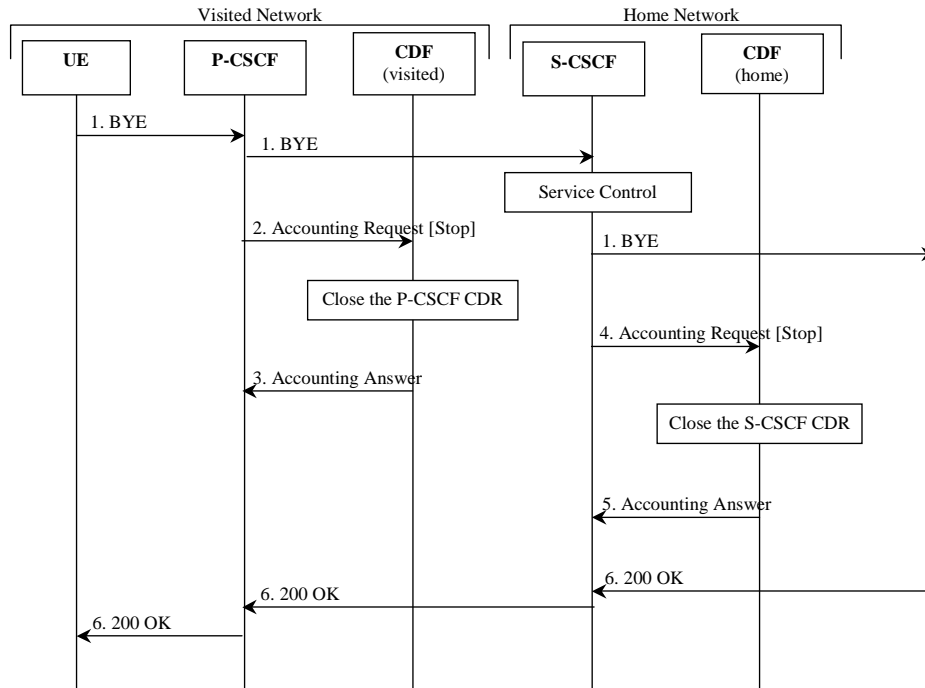 Visited Network
Home Network
UE
P-CSCF
CDF
(visited)
S-CSCF
CDF
(home)
1. BYE
1. BYE
Service Control
2. Accounting Request [Stop]
1. BYE
Close the P-CSCF CDR
4. Accounting Request [Stop]
3. Accounting Answer
Close the S-CSCF CDR
5. Accounting Answer
6. 200 OK
6. 200 OK
6. 200 OK